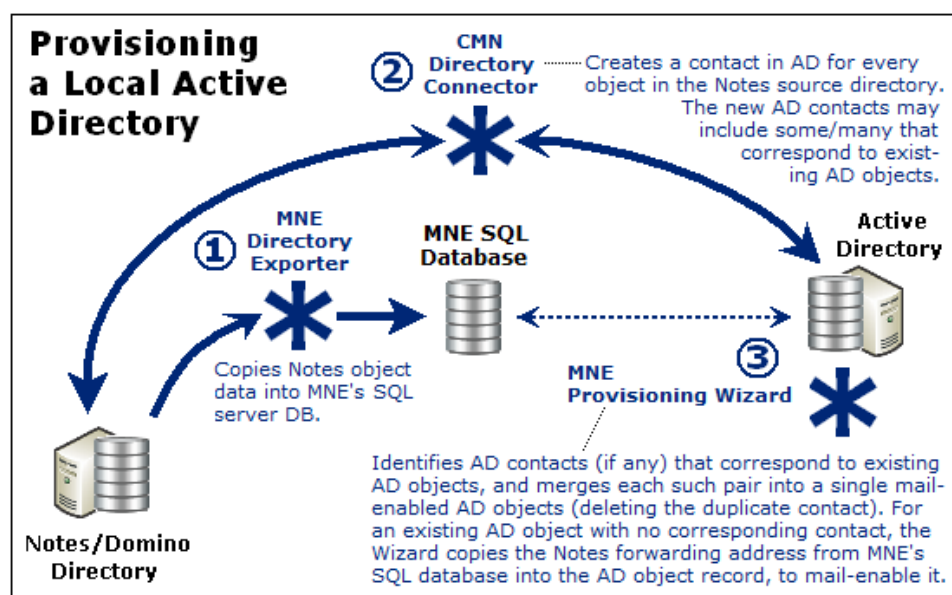 Provisioning
a Local Active
Directory
2
CMN
Directory
Connector
Creates a contact in AD for every
object in the Notes source directory.
The new AD contacts may
include some/many that
correspond to exist-
ing AD objects.
1
MNE
Directory
Exporter
MNE SQL
Database
Active
Directory
Copies Notes object
data into MNE's SQL
server DB.
3
MNE
Provisioning Wizard
Identifies AD contacts (if any) that correspond to existing
AD objects, and merges each such pair into a single mail-
enabled AD objects (deleting the duplicate contact). For
an existing AD object with no corresponding contact, the
Wizard copies the Notes forwarding address from MNE's
SQL database into the AD object record, to mail-enable it.
Notes/Domino
Directory